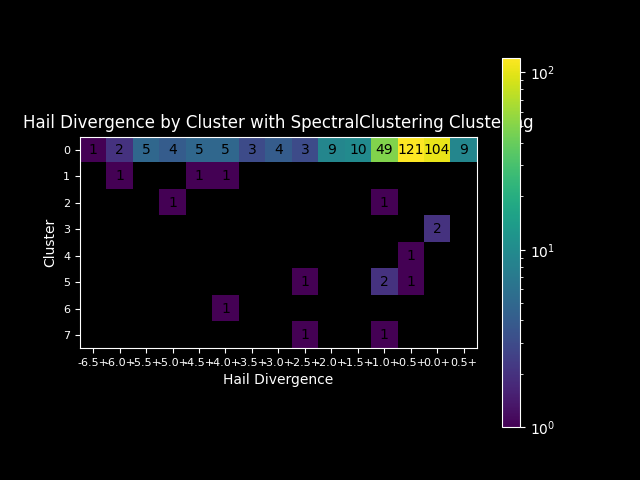 Hail Divergence by Cluster with SpectralClustering Clustering
10²
0 1 2 5 4 5 5 3 4 3 9 10 49 121 104 9
1 1 1 1
2 1 1
3 2
10¹
4 1
5 1 2 1
6 1
7 1 1
-6.5+ -6.0+ -5.5+ -5.0+ -4.5+ -4.0+ -3.5+ -3.0+ -2.5+ -2.0+ -1.5+ -1.0+ -0.5+ 0.0+ 0.5+
Hail Divergence
Cluster
10⁰